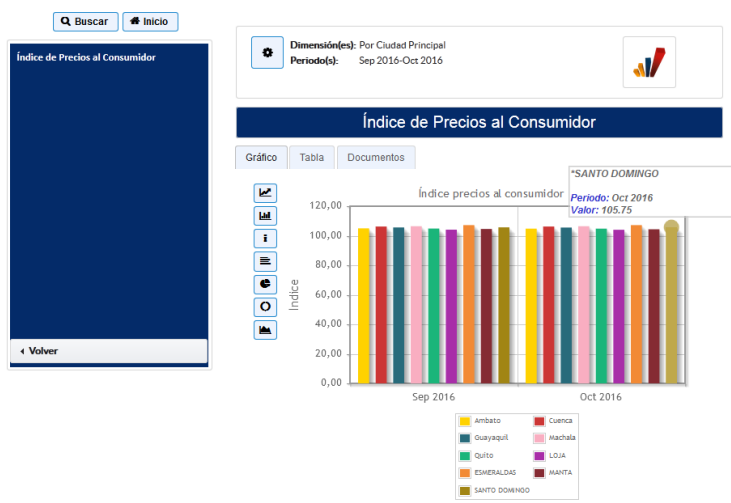 Buscar
Inicio
Índice de Precios al Consumidor
Volver
Dimensión(es): Por Ciudad Principal
Periodo(s): Sep 2016-Oct 2016
Índice de Precios al Consumidor
Gráfico
Tabla
Documentos
*SANTO DOMINGO
Periodo: Oct 2016
Valor: 105.75
Índice precios al consumidor
Indice
120,00
100,00
80,00
60,00
40,00
20,00
0,00
Sep 2016
Oct 2016
Ambato
Cuenca
Guayaquil
Machala
Quito
LOJA
ESMERALDAS
MANTA
SANTO DOMINGO